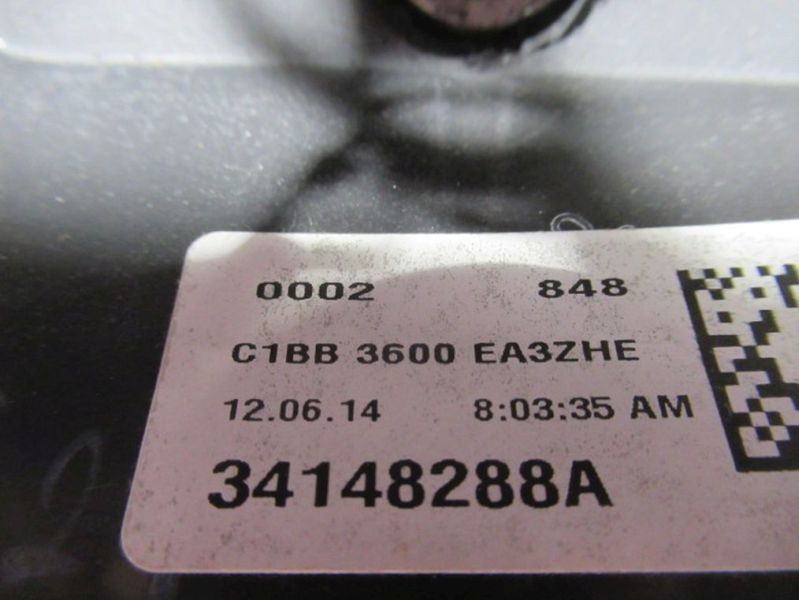 0002 848
C1BB 3600 EA3ZHE
12.06.14 8:03:35 AM
34148288A